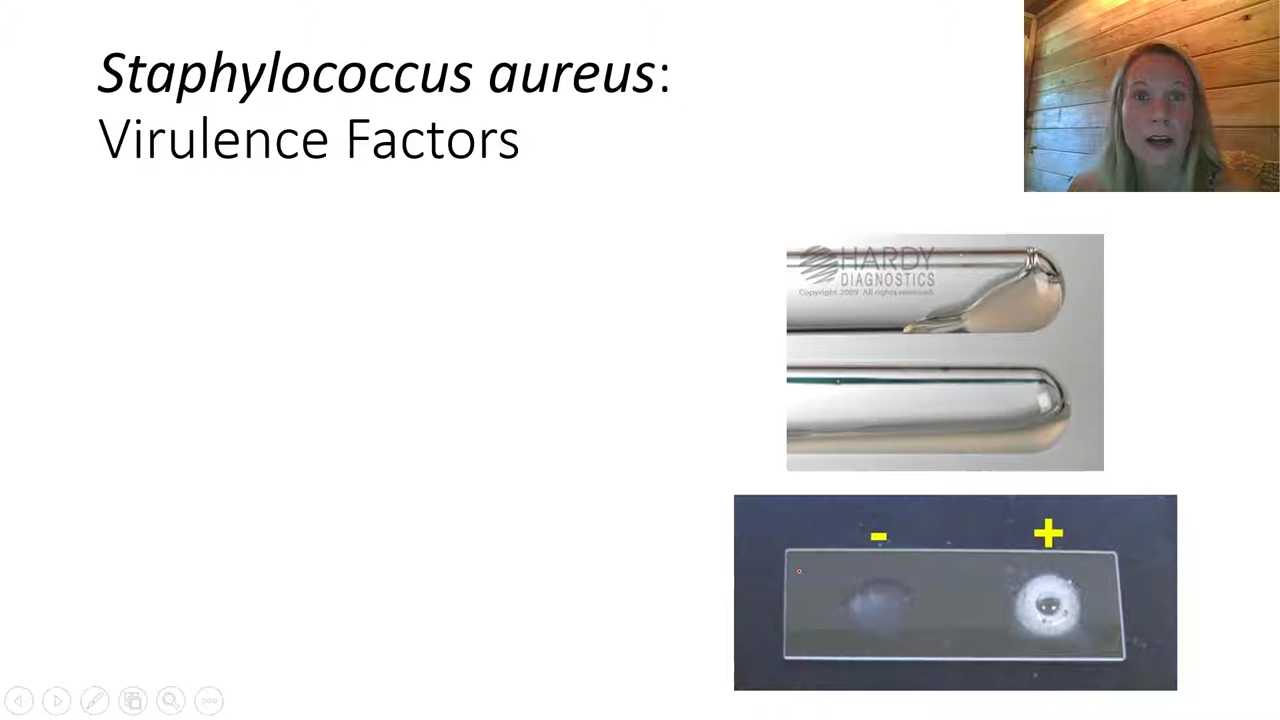 Staphylococcus aureus:
Virulence Factors
HARDY
DIAGNOSTICS
Copyright 2009 All rights reserved.
- +